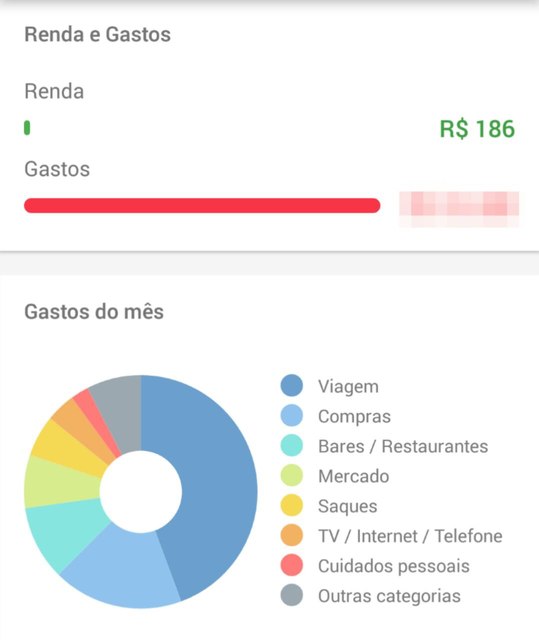 Renda e Gastos
Renda
R$ 186
Gastos
Gastos do mês
Viagem
Compras
Bares / Restaurantes
Mercado
Saques
TV / Internet / Telefone
Cuidados pessoais
Outras categorias